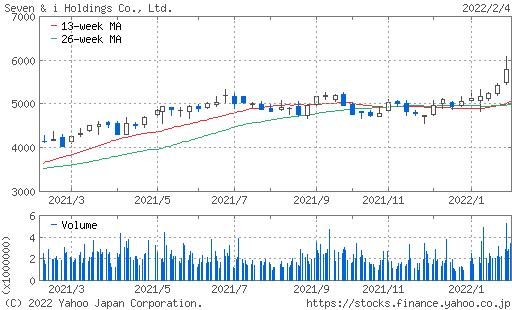 Seven & i Holdings Co., Ltd. 2022/2/4
7000
13-week MA
26-week MA
6000
5000
4000
3000
2021/3 2021/5 2021/7 2021/9 2021/11 2022/1
6
Volume
4
2
0
(x1000000)
2021/3 2021/5 2021/7 2021/9 2021/11 2022/1
(C) 2022 Yahoo Japan Corporation. https://stocks.finance.yahoo.co.jp/